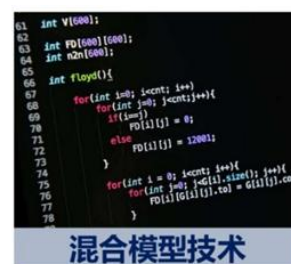 61 int V[600];
62
63 int FD[600][600];
64 int n2n[600];
65
66 int floyd(){
67
68 for(int i=0; i<cnt; i++)
69 for(int j=0; j<cnt;j++){
70 if(i==j)
71 FD[i][j] = 0;
72 else
73 FD[i][j] = 12001;
74 }
75 for(int i = 0; i<cnt; i++){
76 for(int j=0; j<G[i].size(); j++){
77 FD[i][G[i][j].to] = G[i][j].co
78 }
混合模型技术